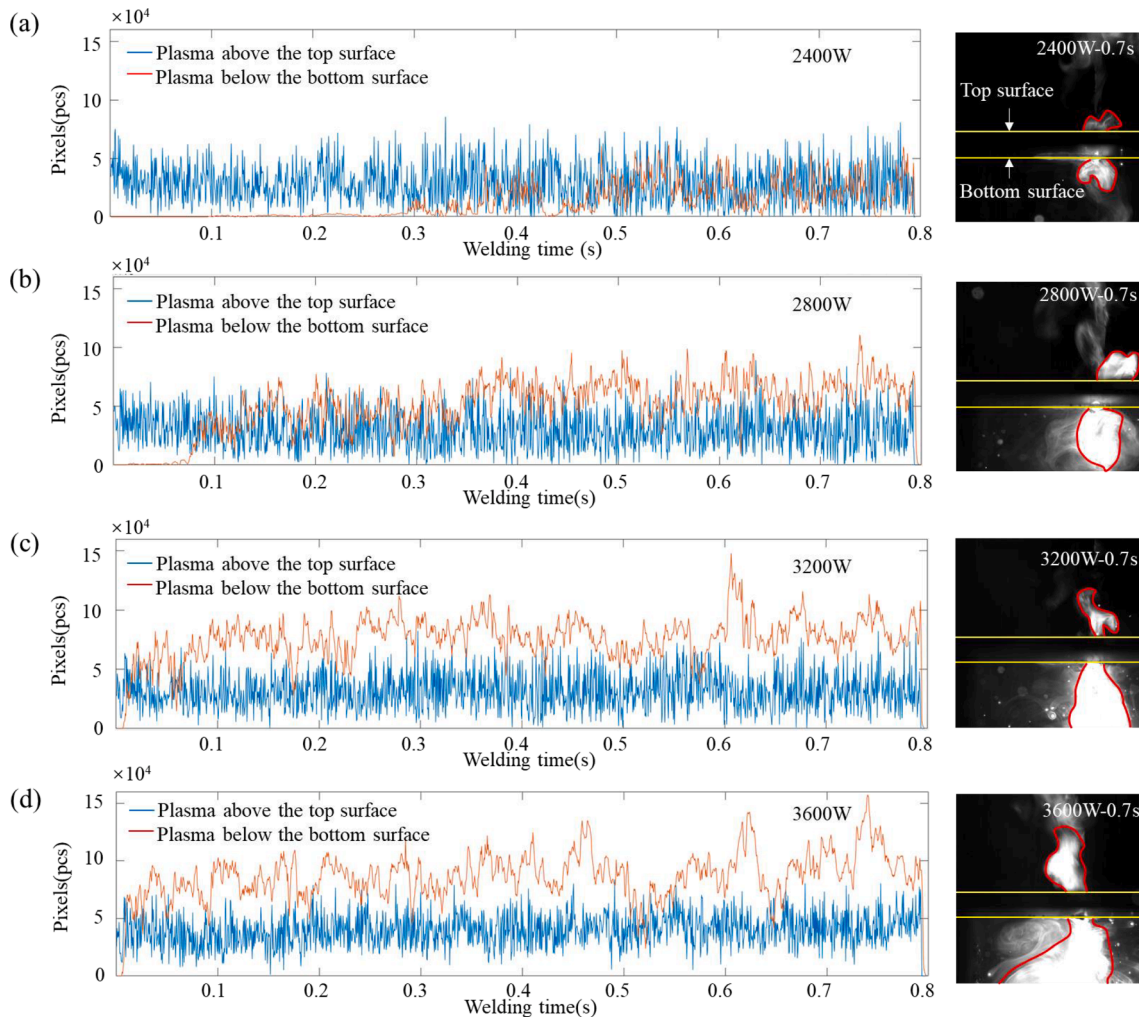 (a)
×10⁴
15
10
5
0
Pixels(pcs)
Plasma above the top surface
Plasma below the bottom surface
2400W
0.1 0.2 0.3 0.4 0.5 0.6 0.7 0.8
Welding time (s)
2400W-0.7s
Top surface
Bottom surface
(b)
×10⁴
15
10
5
0
Pixels(pcs)
Plasma above the top surface
Plasma below the bottom surface
2800W
0.1 0.2 0.3 0.4 0.5 0.6 0.7 0.8
Welding time(s)
2800W-0.7s
(c)
×10⁴
15
10
5
0
Pixels(pcs)
Plasma above the top surface
Plasma below the bottom surface
3200W
0.1 0.2 0.3 0.4 0.5 0.6 0.7 0.8
Welding time(s)
3200W-0.7s
(d)
×10⁴
15
10
5
0
Pixels(pcs)
Plasma above the top surface
Plasma below the bottom surface
3600W
0.1 0.2 0.3 0.4 0.5 0.6 0.7 0.8
Welding time(s)
3600W-0.7s